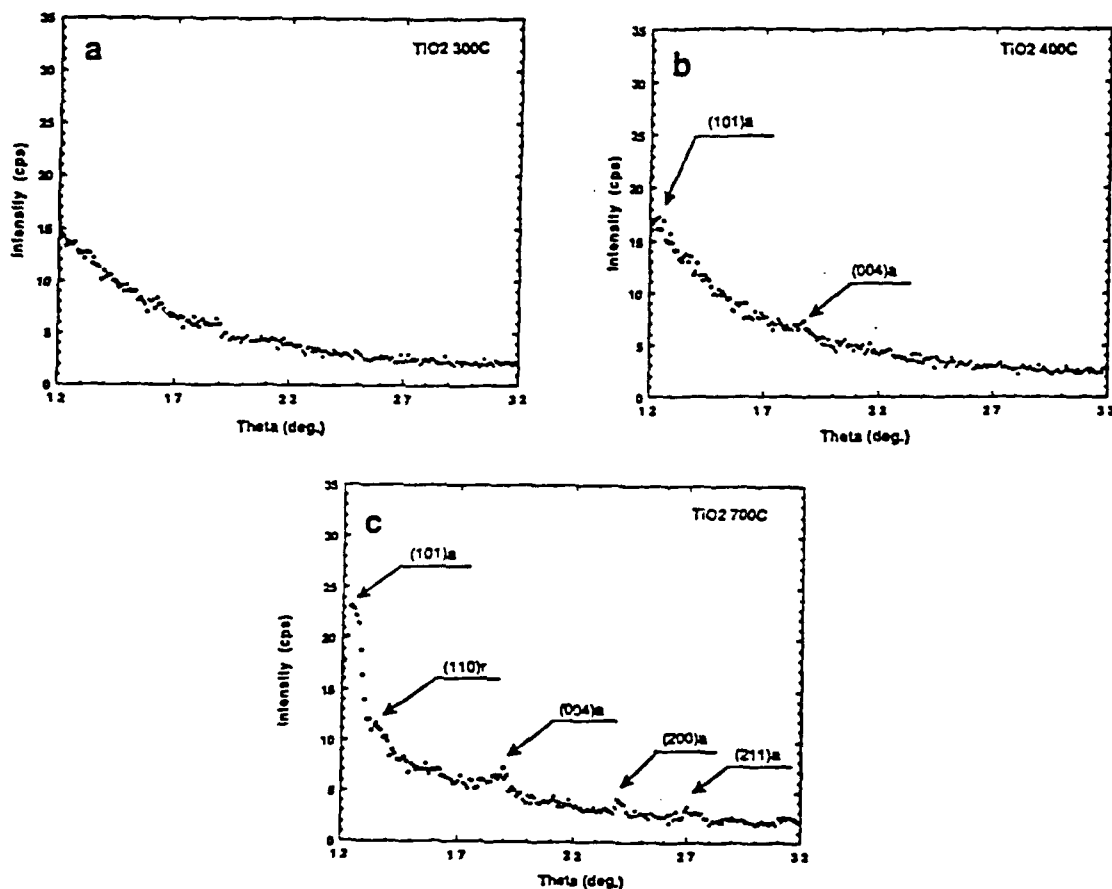 a
TiO2 300C
35
30
25
20
15
10
5
0
Intensity (cps)
12 17 22 27 32
Theta (deg.)
b
TiO2 400C
(101)a
(004)a
35
30
25
20
15
10
5
0
Intensity (cps)
12 17 22 27 32
Theta (deg.)
c
TiO2 700C
(101)a
(110)r
(004)a
(200)a
(211)a
35
30
25
20
15
10
5
0
Intensity (cps)
12 17 22 27 32
Theta (deg.)